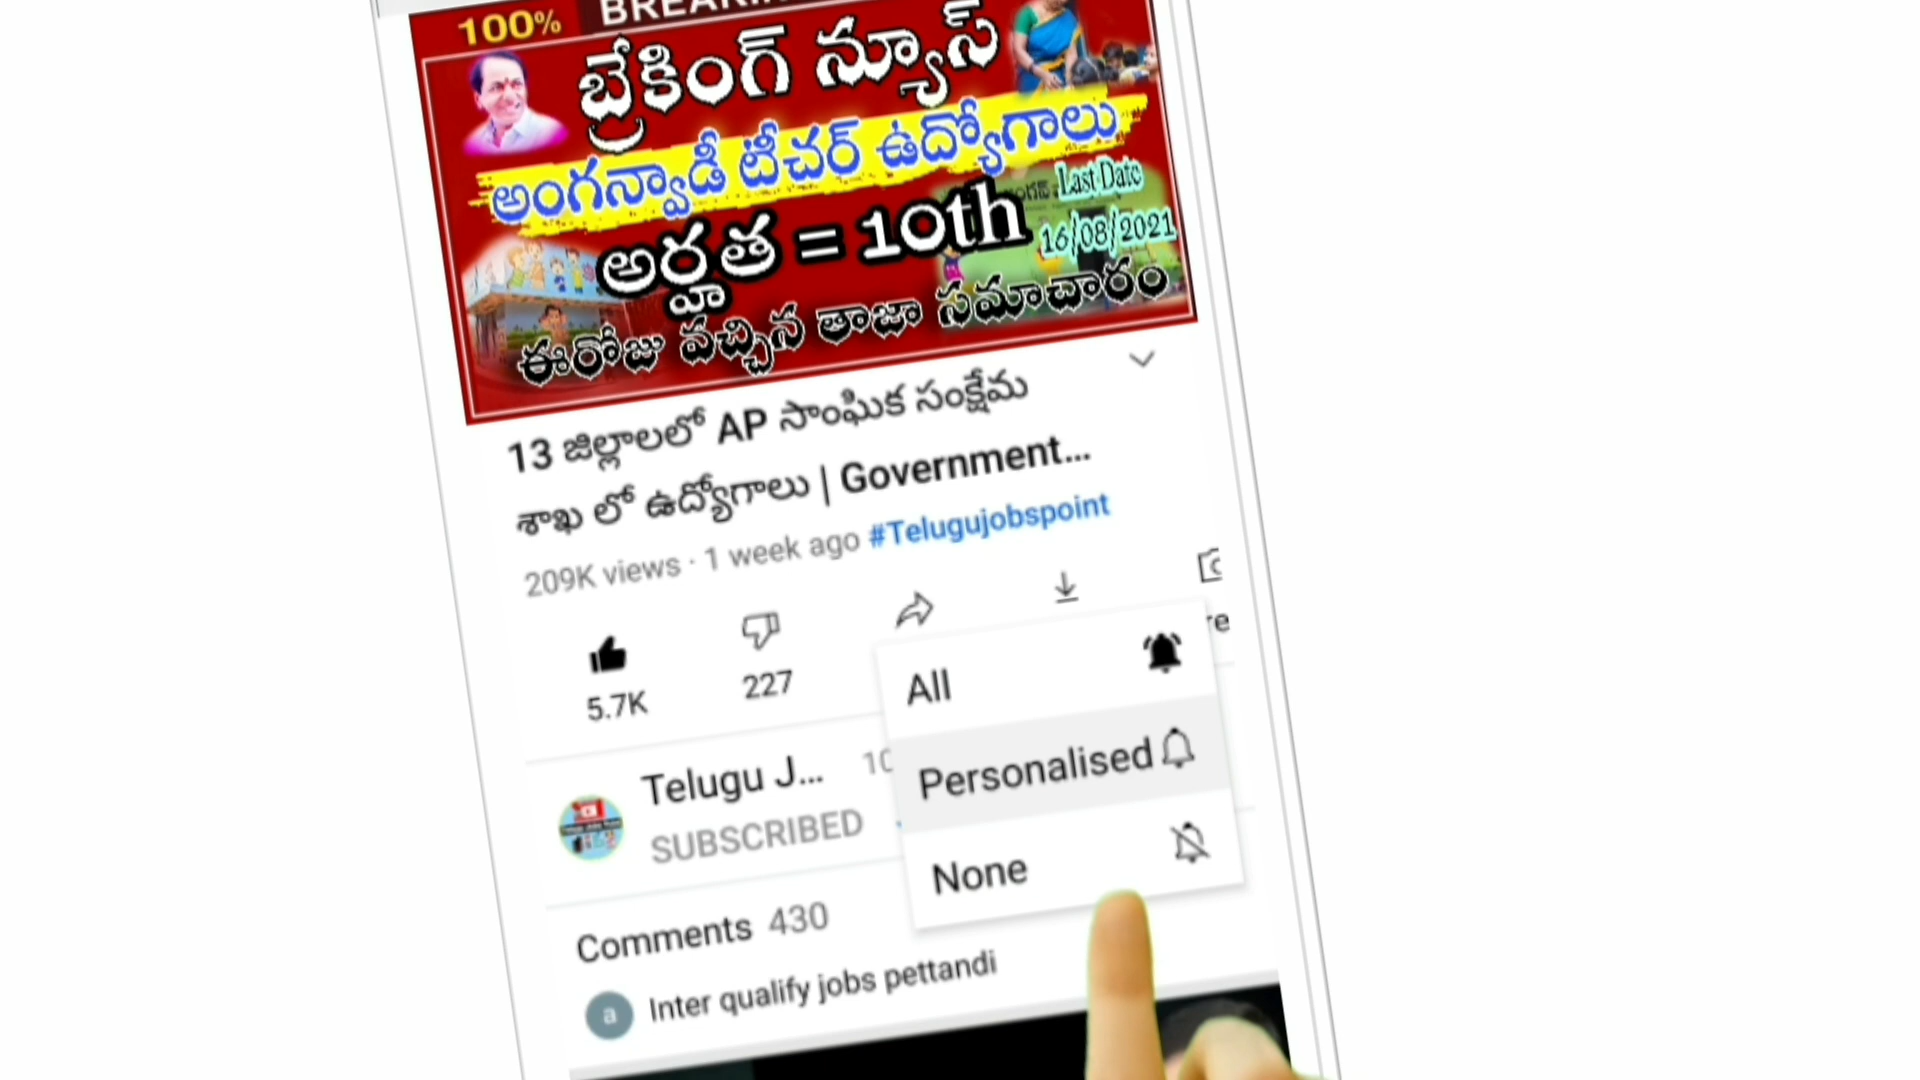 100%
బ్రేకింగ్ న్యూస్
అంగన్వాడీ టీచర్ ఉద్యోగాలు
అర్హత = 10th
Last Date
16/08/2021
ఈరోజు వచ్చిన తాజా సమాచారం
13 జిల్లాలలో AP సాంఘిక సంక్షేమ
శాఖ లో ఉద్యోగాలు | Government...
209K views · 1 week ago #Telugujobspoint
5.7K
227
All
Personalised
None
Telugu J...
SUBSCRIBED
Comments 430
a
Inter qualify jobs pettandi